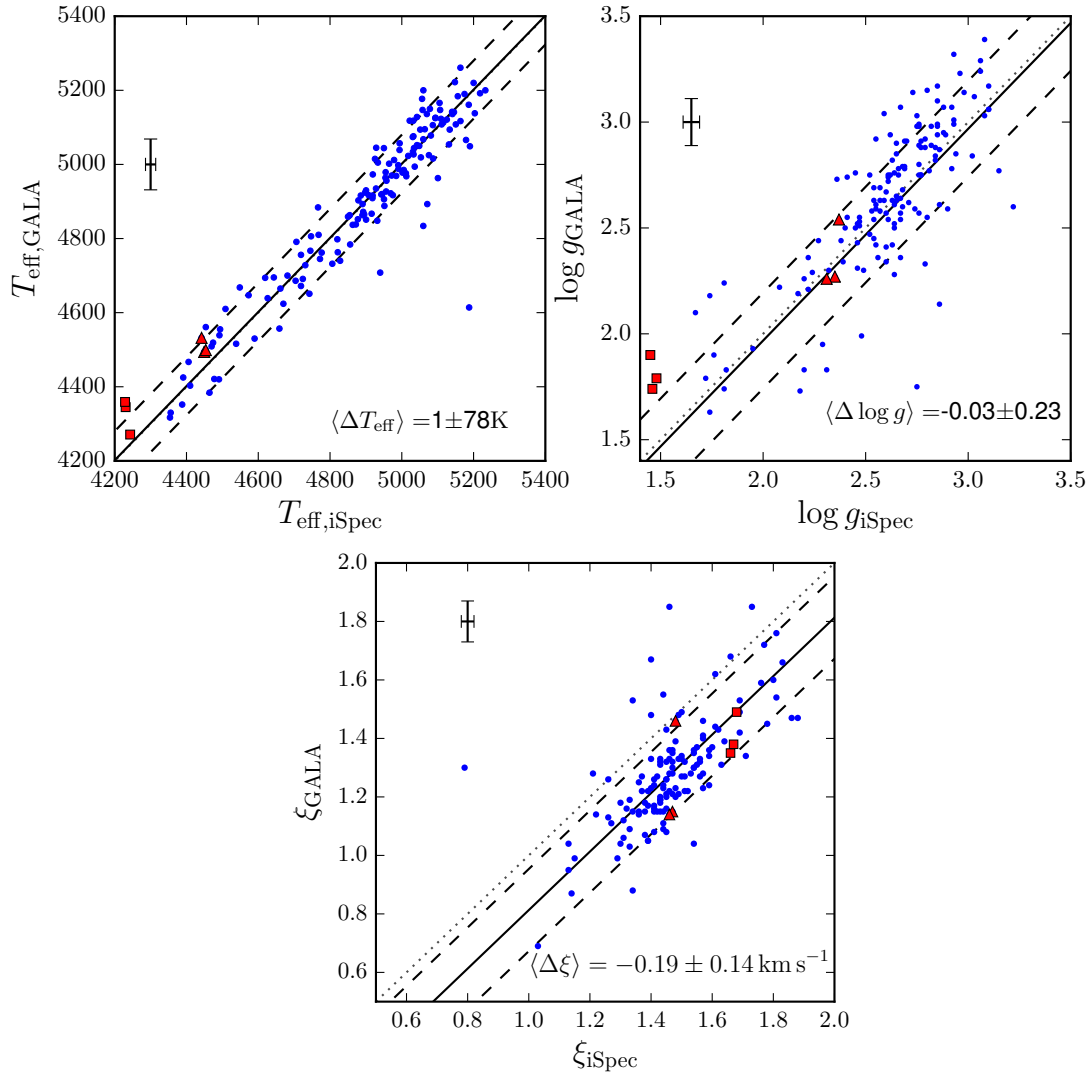 5400
5200
5000
4800
4600
4400
4200
4200 4400 4600 4800 5000 5200 5400
T_eff,GALA
T_eff,iSpec
⟨ΔT_eff⟩ =1±78K
3.5
3.0
2.5
2.0
1.5
1.5 2.0 2.5 3.0 3.5
log g_GALA
log g_iSpec
⟨Δ log g⟩ =-0.03±0.23
2.0
1.8
1.6
1.4
1.2
1.0
0.8
0.6
0.6 0.8 1.0 1.2 1.4 1.6 1.8 2.0
ξ_GALA
ξ_iSpec
⟨Δξ⟩ = −0.19 ± 0.14 km s⁻¹